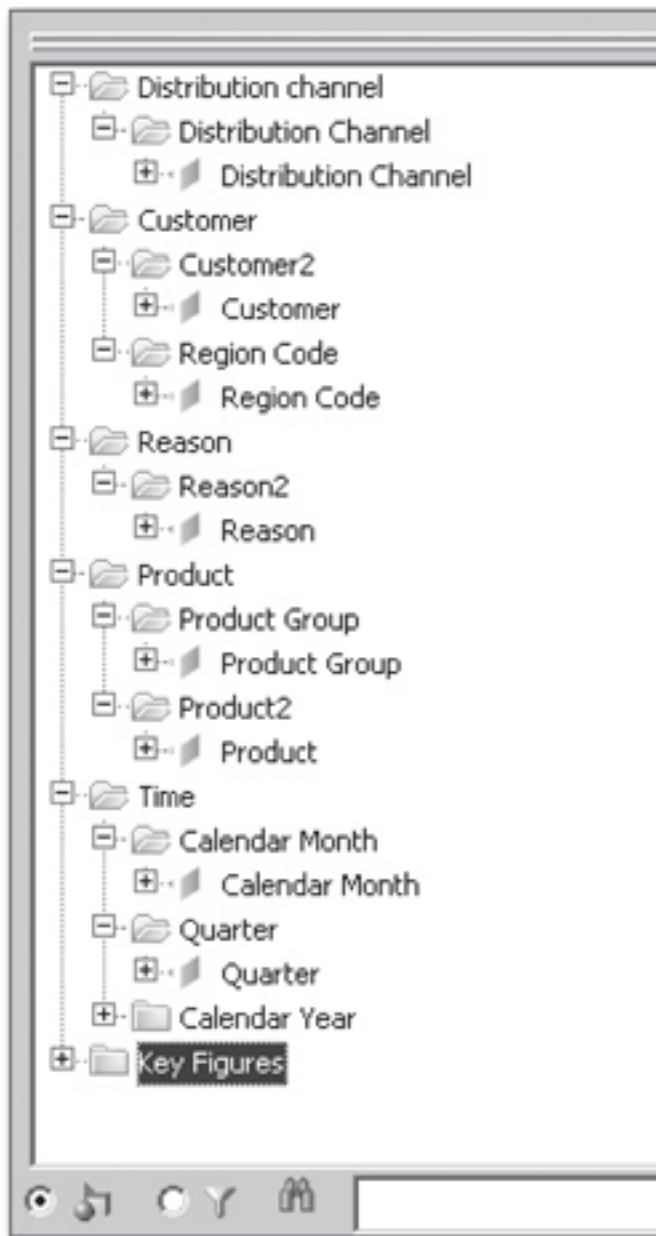 Distribution channel
Distribution Channel
Distribution Channel
Customer
Customer2
Customer
Region Code
Region Code
Reason
Reason2
Reason
Product
Product Group
Product Group
Product2
Product
Time
Calendar Month
Calendar Month
Quarter
Quarter
Calendar Year
Key Figures